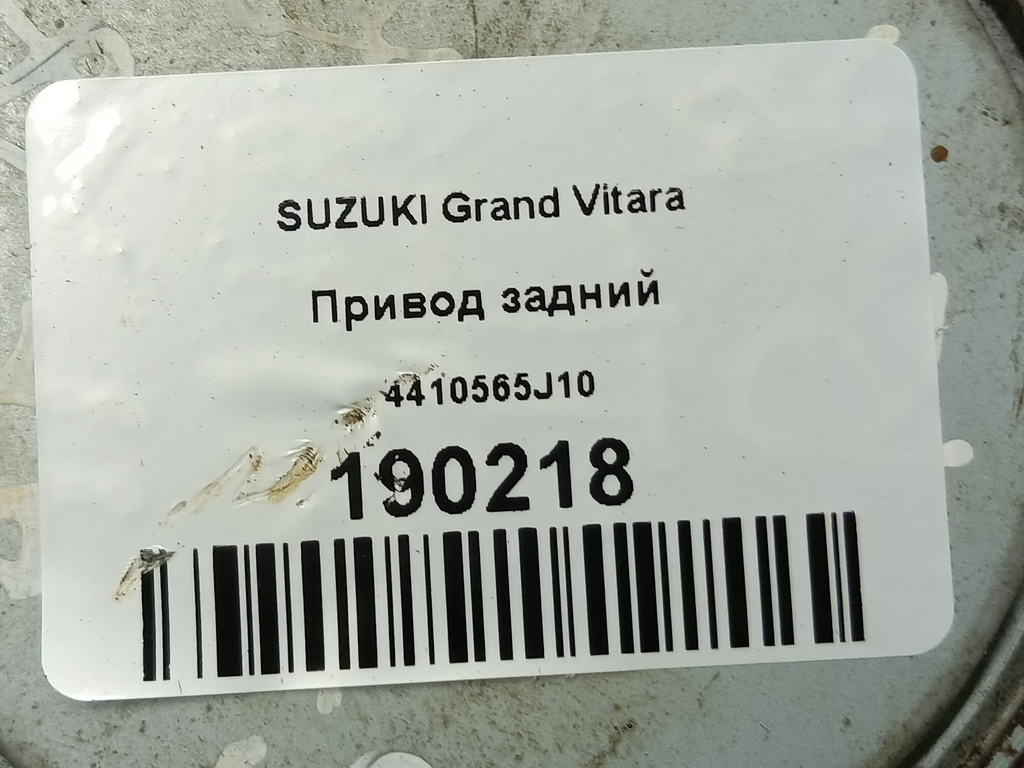 SUZUKI Grand Vitara
Привод задний
4410565J10
190218